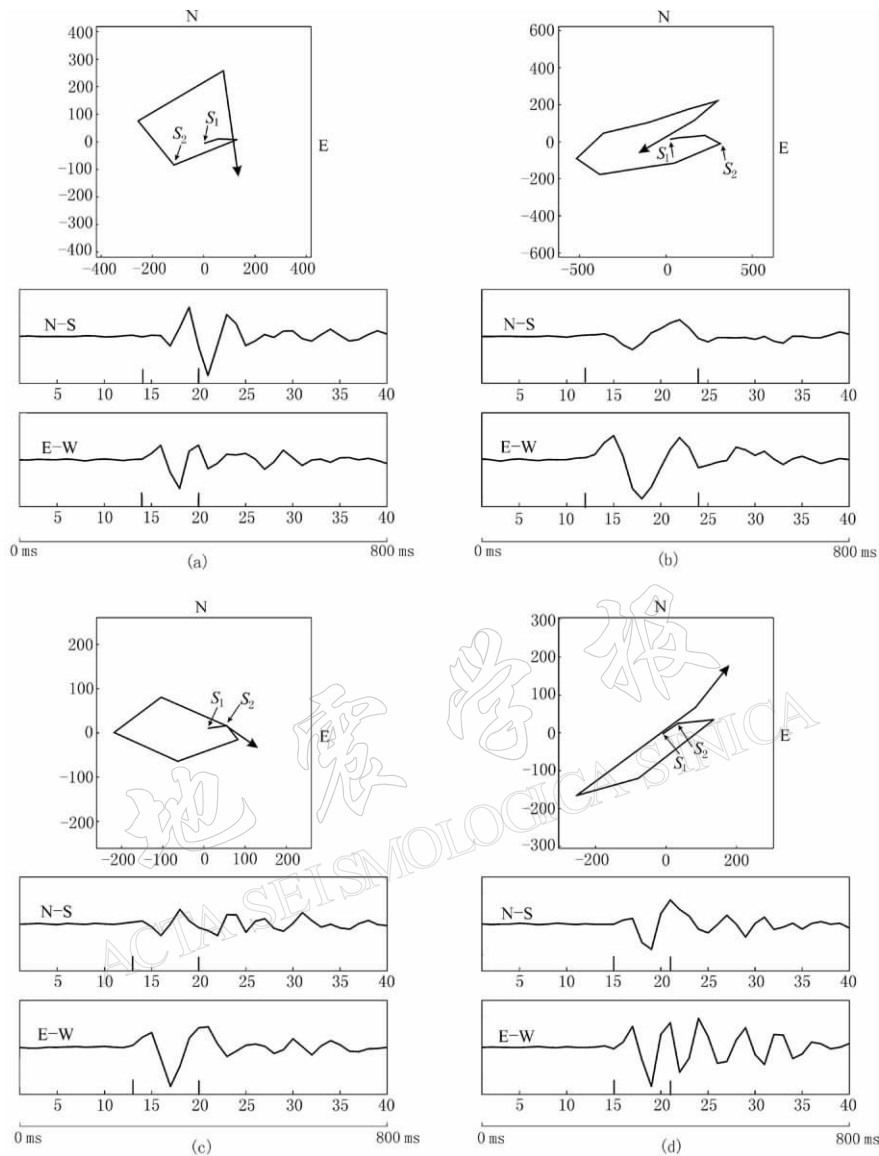 N
400
300
200
100
0
−100
−200
−300
−400
S1
S2
E
−400 −200 0 200 400
N−S
5 10 15 20 25 30 35 40
E−W
5 10 15 20 25 30 35 40
0 ms 800 ms
(a)
N
600
400
200
0
−200
−400
−600
S1
S2
E
−500 0 500
N−S
5 10 15 20 25 30 35 40
E−W
5 10 15 20 25 30 35 40
0 ms 800 ms
(b)
N
200
100
0
−100
−200
S1 S2
E
−200 −100 0 100 200
N−S
5 10 15 20 25 30 35 40
E−W
5 10 15 20 25 30 35 40
0 ms 800 ms
(c)
N
300
200
100
0
−100
−200
−300
S1
S2
E
−200 0 200
N−S
5 10 15 20 25 30 35 40
E−W
5 10 15 20 25 30 35 40
0 ms 800 ms
(d)
地震学报
ACTA SEISMOLOGICA SINICA